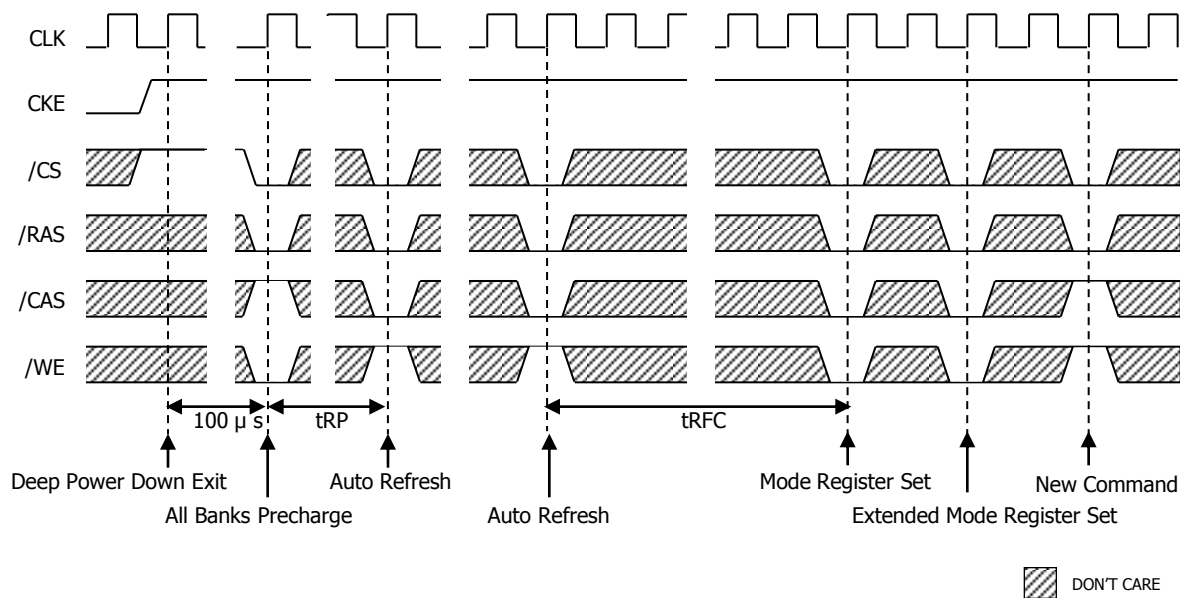 CLK
CKE
/CS
/RAS
/CAS
/WE
100 μ s
tRP
tRFC
Deep Power Down Exit
All Banks Precharge
Auto Refresh
Auto Refresh
Mode Register Set
Extended Mode Register Set
New Command
DON'T CARE